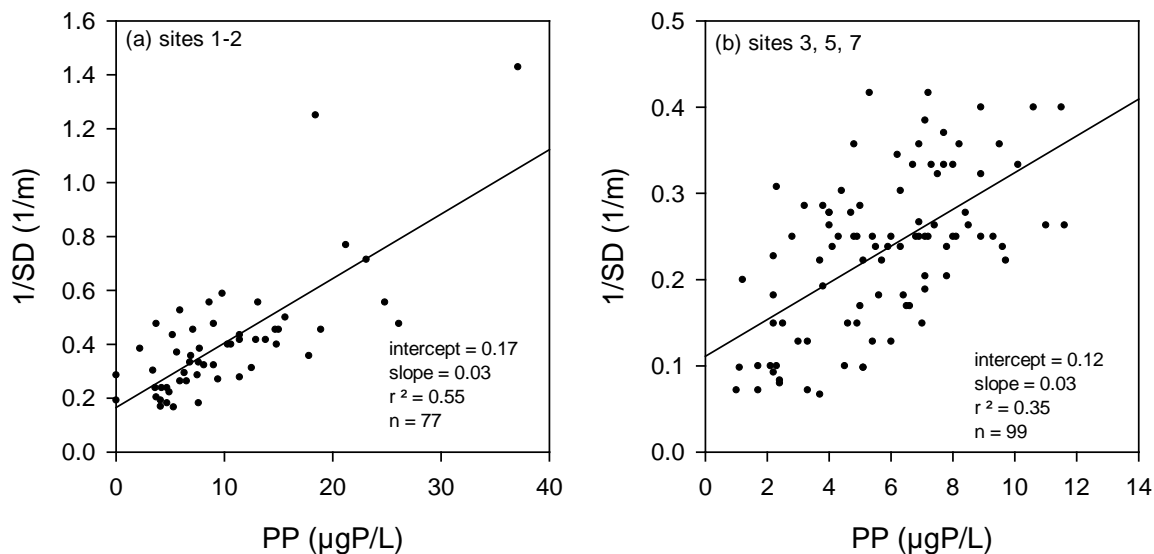 (a) sites 1-2
1.6
1.4
1.2
1.0
0.8
0.6
0.4
0.2
0.0
1/SD (1/m)
intercept = 0.17
slope = 0.03
r ² = 0.55
n = 77
0 10 20 30 40
PP (µgP/L)
(b) sites 3, 5, 7
0.5
0.4
0.3
0.2
0.1
0.0
1/SD (1/m)
intercept = 0.12
slope = 0.03
r ² = 0.35
n = 99
0 2 4 6 8 10 12 14
PP (µgP/L)